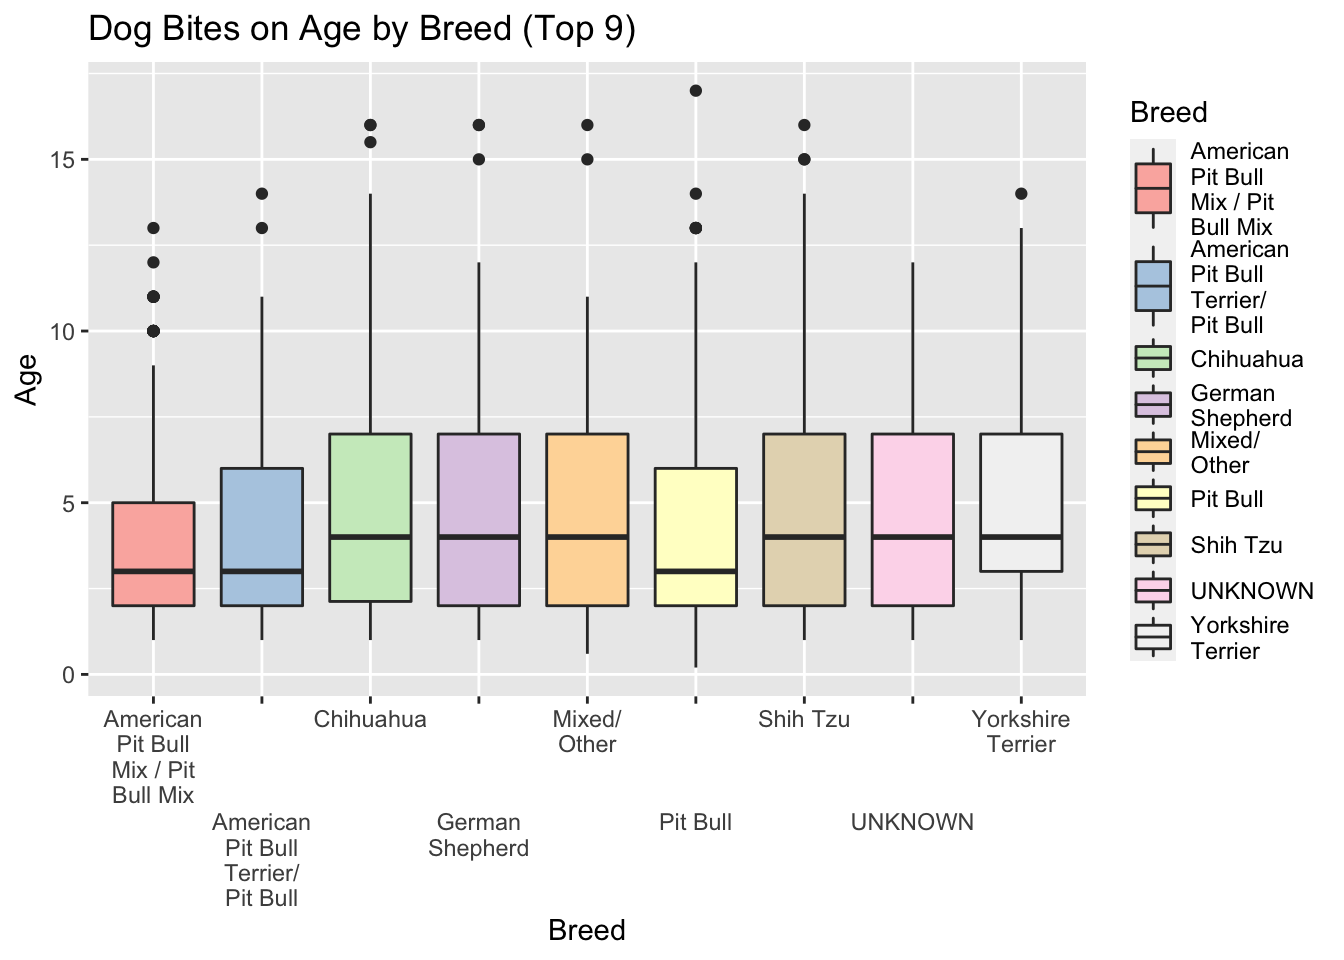 Dog Bites on Age by Breed (Top 9)
Age
15
10
5
0
American
Pit Bull
Mix / Pit
Bull Mix
American
Pit Bull
Terrier/
Pit Bull
Chihuahua
German
Shepherd
Mixed/
Other
Pit Bull
Shih Tzu
UNKNOWN
Yorkshire
Terrier
Breed
Breed
American
Pit Bull
Mix / Pit
Bull Mix
American
Pit Bull
Terrier/
Pit Bull
Chihuahua
German
Shepherd
Mixed/
Other
Pit Bull
Shih Tzu
UNKNOWN
Yorkshire
Terrier